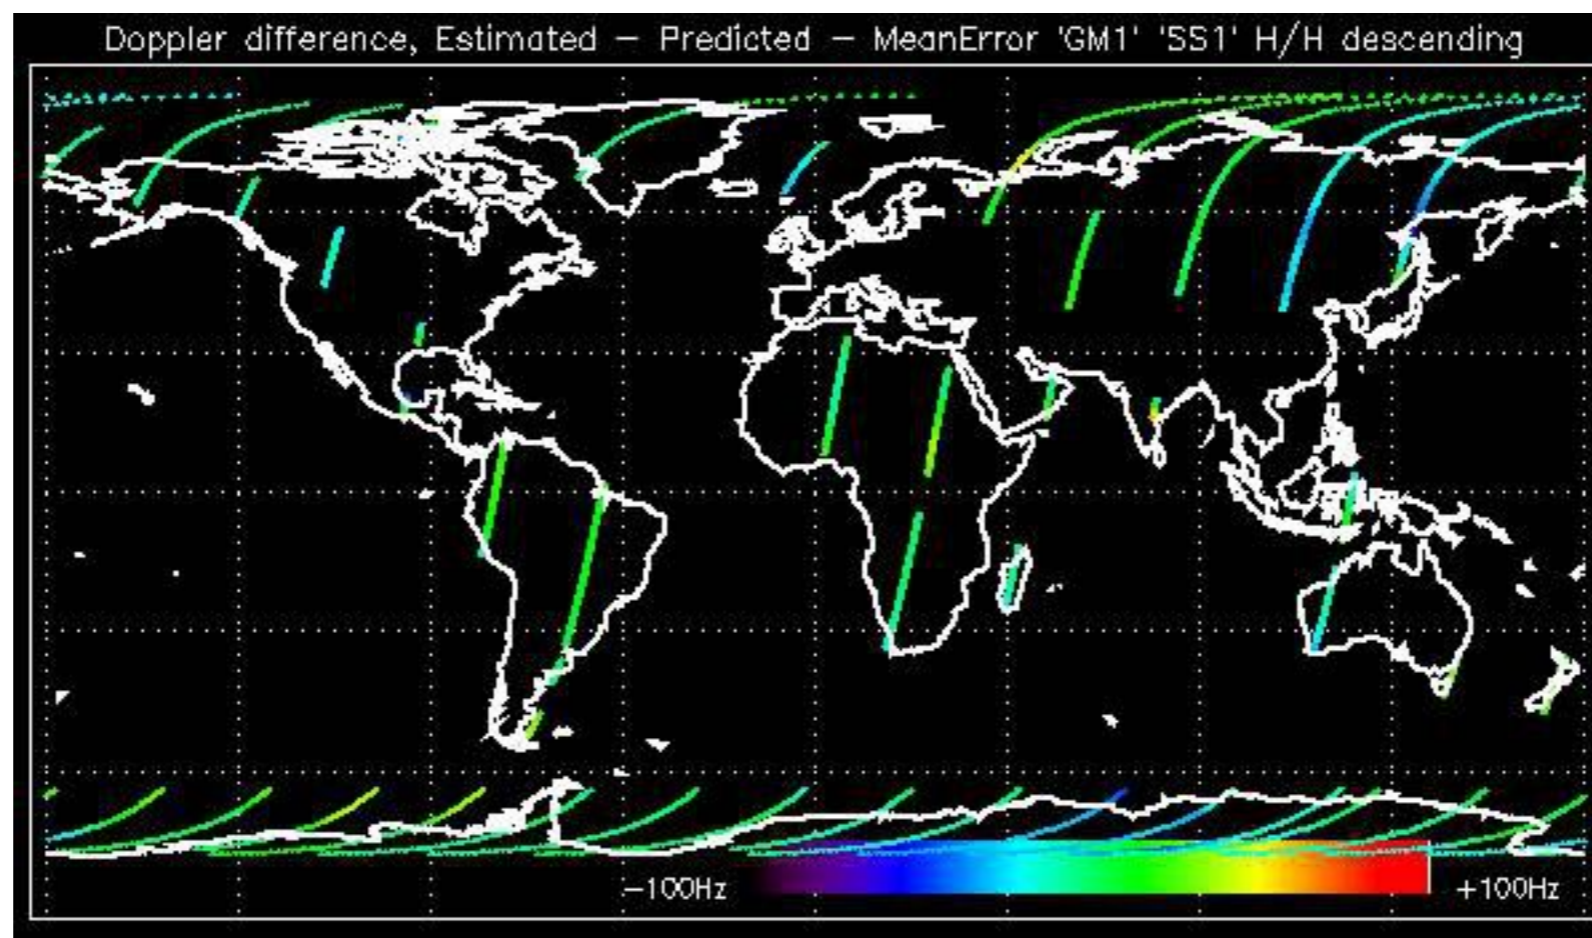 Doppler difference, Estimated — Predicted — MeanError 'GM1' 'SS1' H/H descending
—100Hz +100Hz